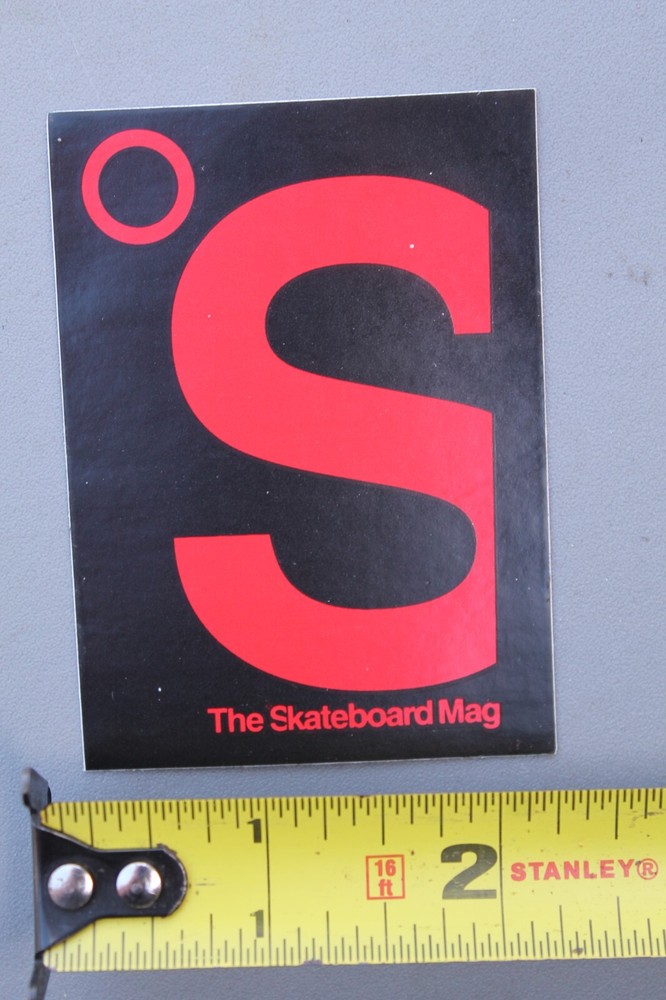 °S
The Skateboard Mag
1
16
ft
2
STANLEY®
1